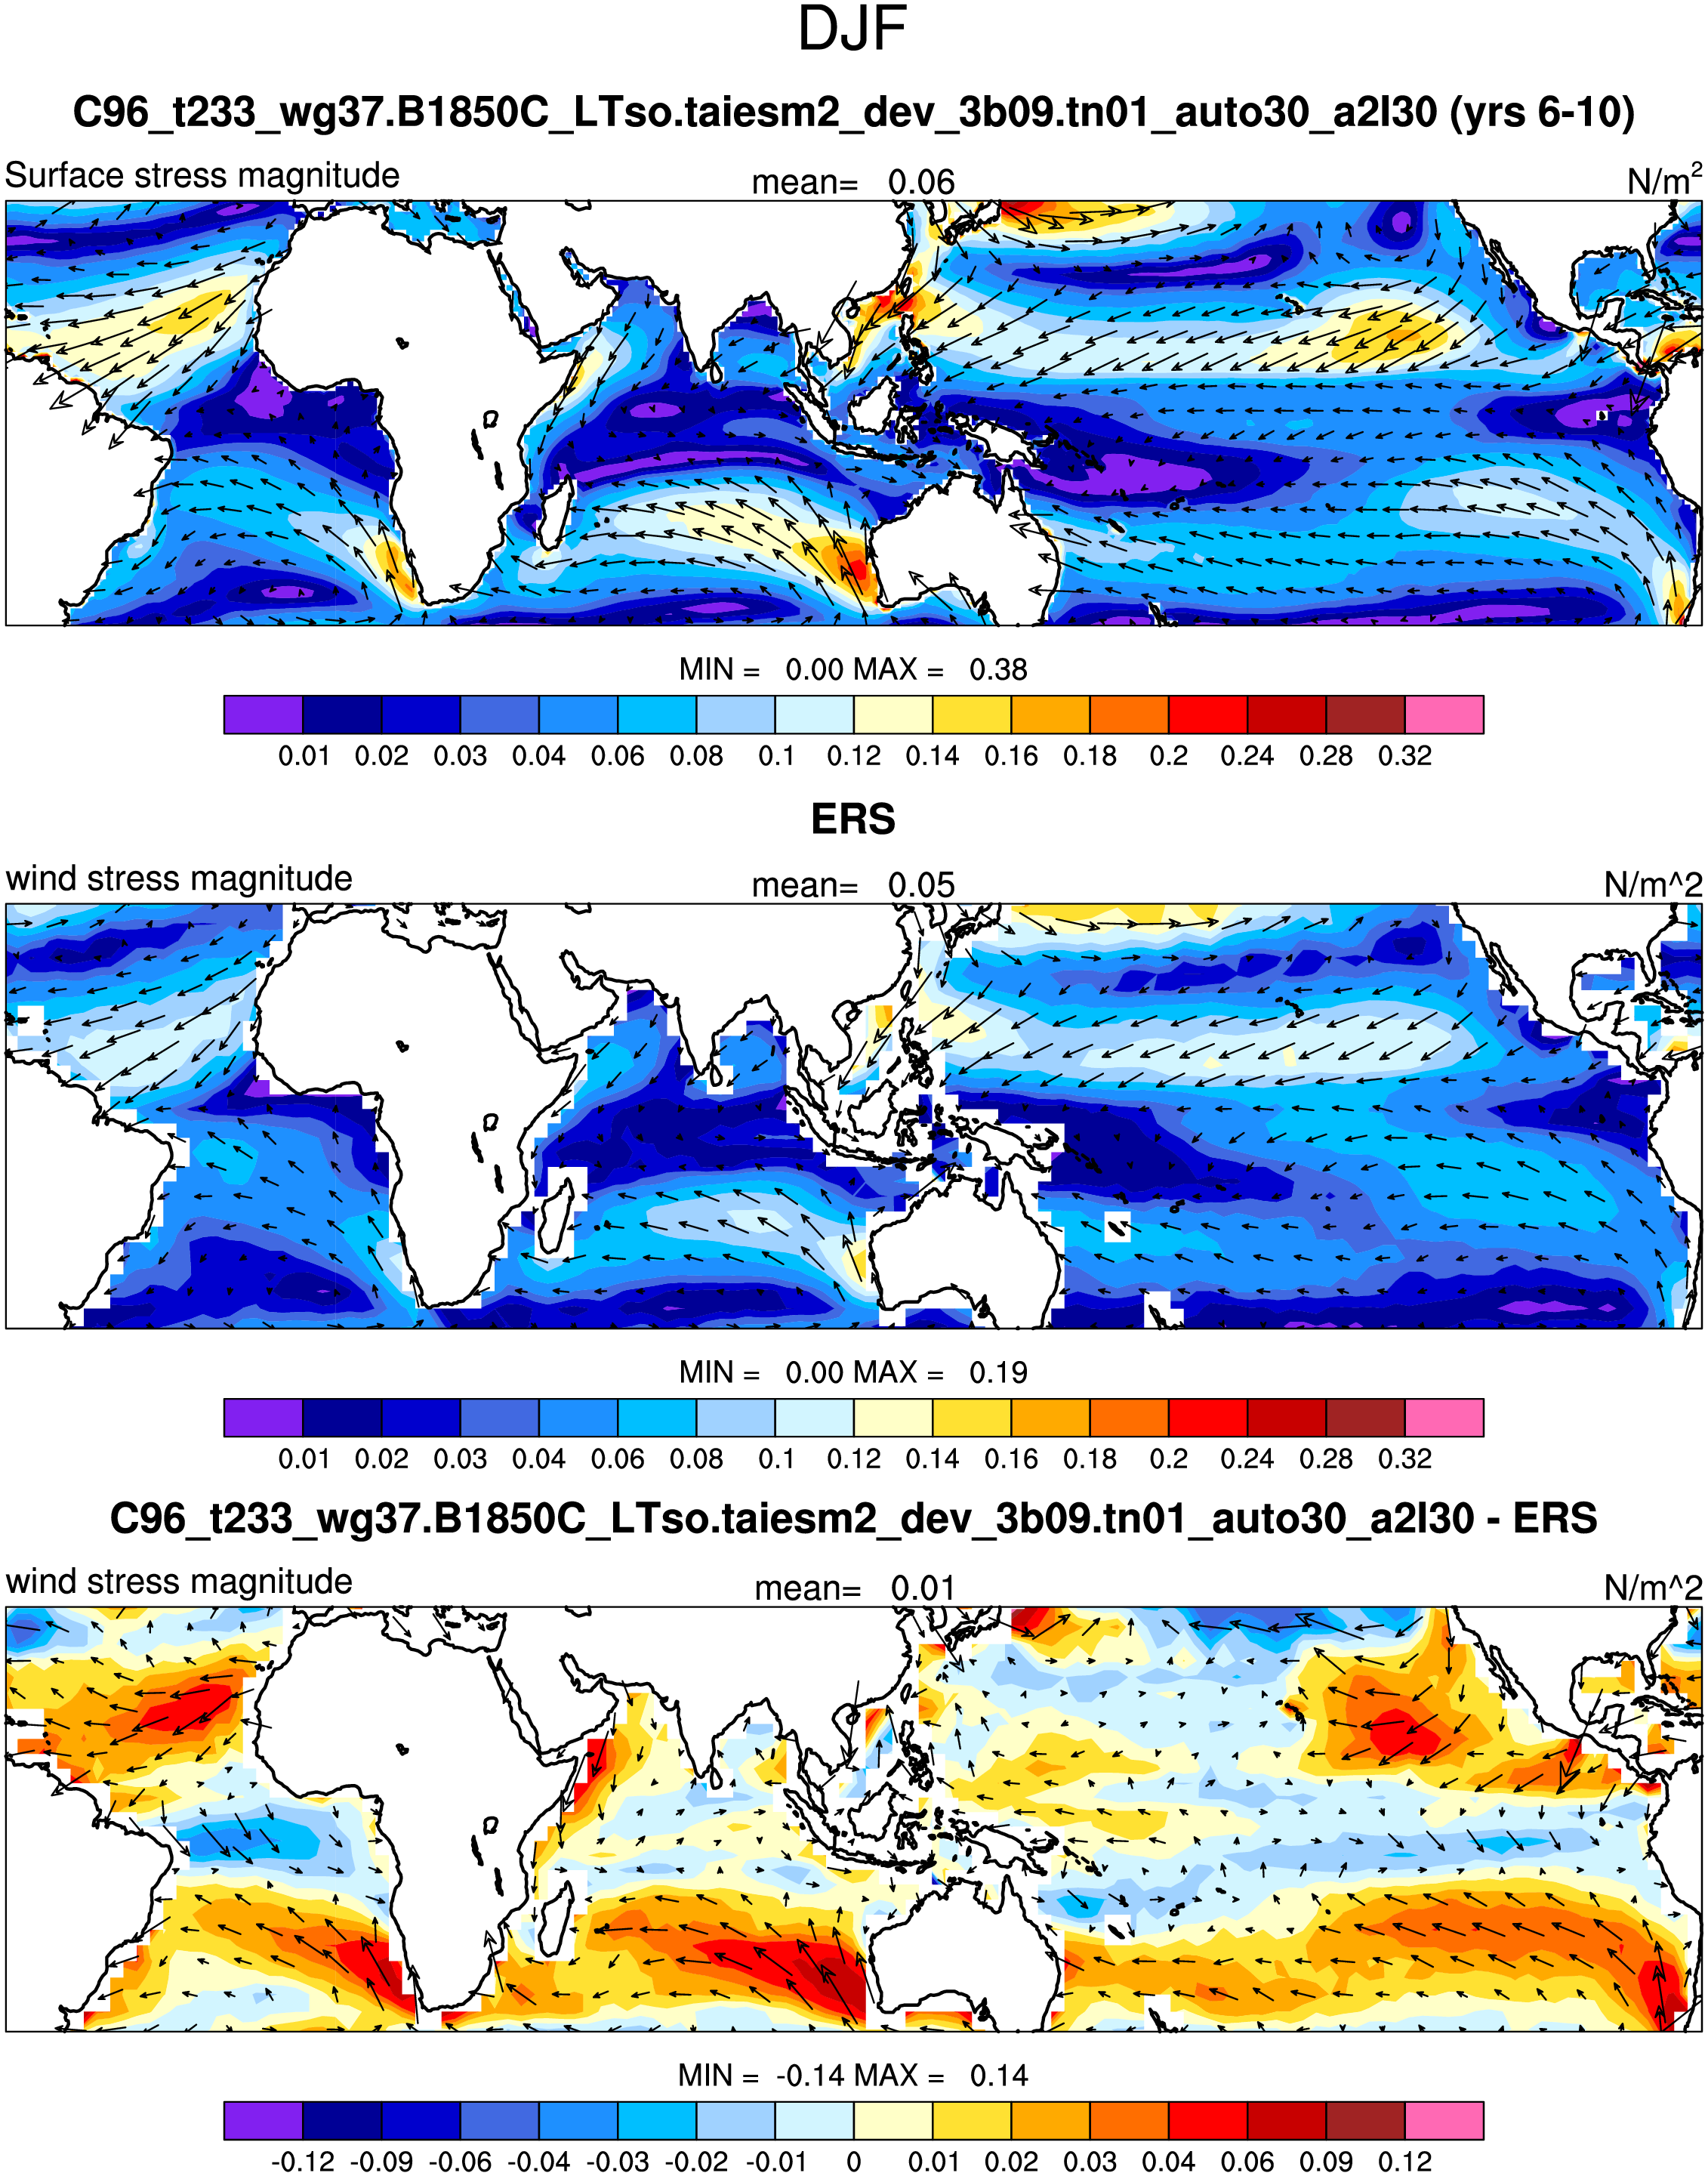 DJF
C96_t233_wg37.B1850C_LTso.taiesm2_dev_3b09.tn01_auto30_a2l30 (yrs 6-10)
Surface stress magnitude mean= 0.06 N/m2
MIN = 0.00 MAX = 0.38
0.01 0.02 0.03 0.04 0.06 0.08 0.1 0.12 0.14 0.16 0.18 0.2 0.24 0.28 0.32
ERS
wind stress magnitude mean= 0.05 N/m^2
MIN = 0.00 MAX = 0.19
0.01 0.02 0.03 0.04 0.06 0.08 0.1 0.12 0.14 0.16 0.18 0.2 0.24 0.28 0.32
C96_t233_wg37.B1850C_LTso.taiesm2_dev_3b09.tn01_auto30_a2l30 - ERS
wind stress magnitude mean= 0.01 N/m^2
MIN = -0.14 MAX = 0.14
-0.12 -0.09 -0.06 -0.04 -0.03 -0.02 -0.01 0 0.01 0.02 0.03 0.04 0.06 0.09 0.12